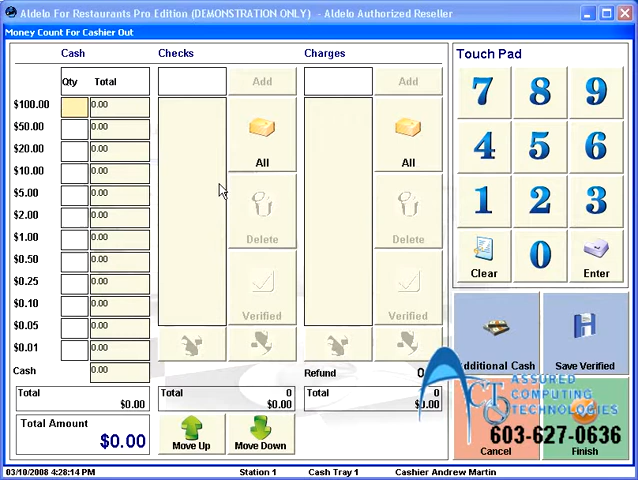 Aldelo For Restaurants Pro Edition (DEMONSTRATION ONLY) - Aldelo Authorized Reseller
Money Count For Cashier Out
Cash Checks Charges Touch Pad
Qty Total Add Add
$100.00 0.00
$50.00 0.00
$20.00 0.00
$10.00 0.00
$5.00 0.00
$2.00 0.00
$1.00 0.00
$0.50 0.00
$0.25 0.00
$0.10 0.00
$0.05 0.00
$0.01 0.00
Cash 0.00
All All
Delete Delete
Verified Verified
Refund 0
Total $0.00
Total 0 $0.00
Total 0 $0.00
Total Amount $0.00
Move Up Move Down
7 8 9
4 5 6
1 2 3
Clear 0 Enter
Additional Cash Save Verified
ACT ASSURED
COMPUTING
TECHNOLOGIES
603-627-0636
Cancel Finish
03/10/2008 4:28:14 PM Station 1 Cash Tray 1 Cashier Andrew Martin